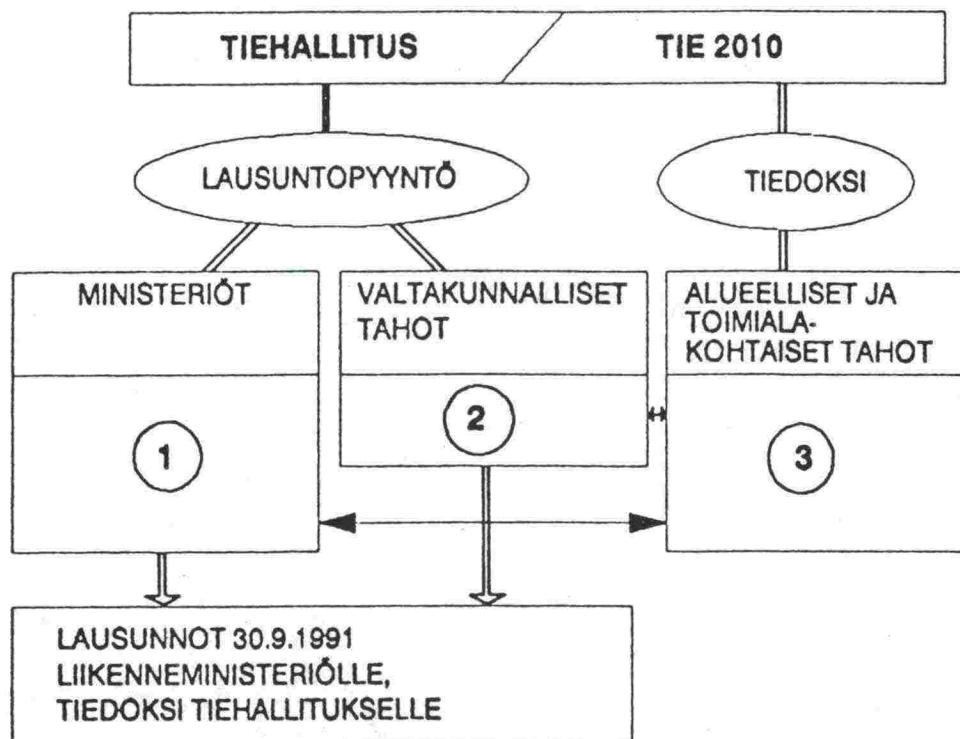 TIEHALLITUS
TIE 2010
LAUSUNTOPYYNTÖ
TIEDOKSI
MINISTERIÖT
VALTAKUNNALLISET
TAHOT
ALUEELLISET JA
TOIMIALA-
KOHTAISET TAHOT
1
2
3
LAUSUNNOT 30.9.1991
LIIKENNEMINISTERIÖLLE,
TIEDOKSI TIEHALLITUKSELLE